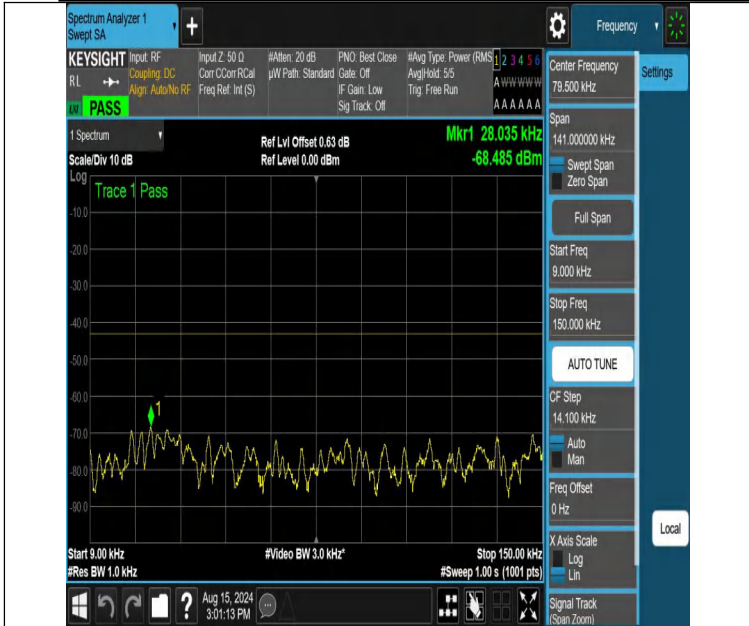 Spectrum Analyzer 1
Swept SA
+
Frequency
KEYSIGHT
RL
PASS
Input: RF
Coupling: DC
Align: Auto/No RF
Input Z: 50 Ω
Corr CCorr RCal
Freq Ref: Int (S)
#Atten: 20 dB
µW Path: Standard
PNO: Best Close
Gate: Off
IF Gain: Low
Sig Track: Off
#Avg Type: Power (RMS
Avg|Hold: 5/5
Trig: Free Run
1 2 3 4 5 6
A W W W W W
A A A A A A
1 Spectrum
Scale/Div 10 dB
Ref Lvl Offset 0.63 dB
Ref Level 0.00 dBm
Mkr1 28.035 kHz
-68.485 dBm
Log
Trace 1 Pass
-10.0
-20.0
-30.0
-40.0
-50.0
-60.0
-70.0
-80.0
-90.0
1
Start 9.00 kHz
#Res BW 1.0 kHz
#Video BW 3.0 kHz*
Stop 150.00 kHz
#Sweep 1.00 s (1001 pts)
?
Aug 15, 2024
3:01:13 PM
Center Frequency
79.500 kHz
Settings
Span
141.000000 kHz
Swept Span
Zero Span
Full Span
Start Freq
9.000 kHz
Stop Freq
150.000 kHz
AUTO TUNE
CF Step
14.100 kHz
Auto
Man
Freq Offset
0 Hz
X Axis Scale
Log
Lin
Local
Signal Track
(Span Zoom)